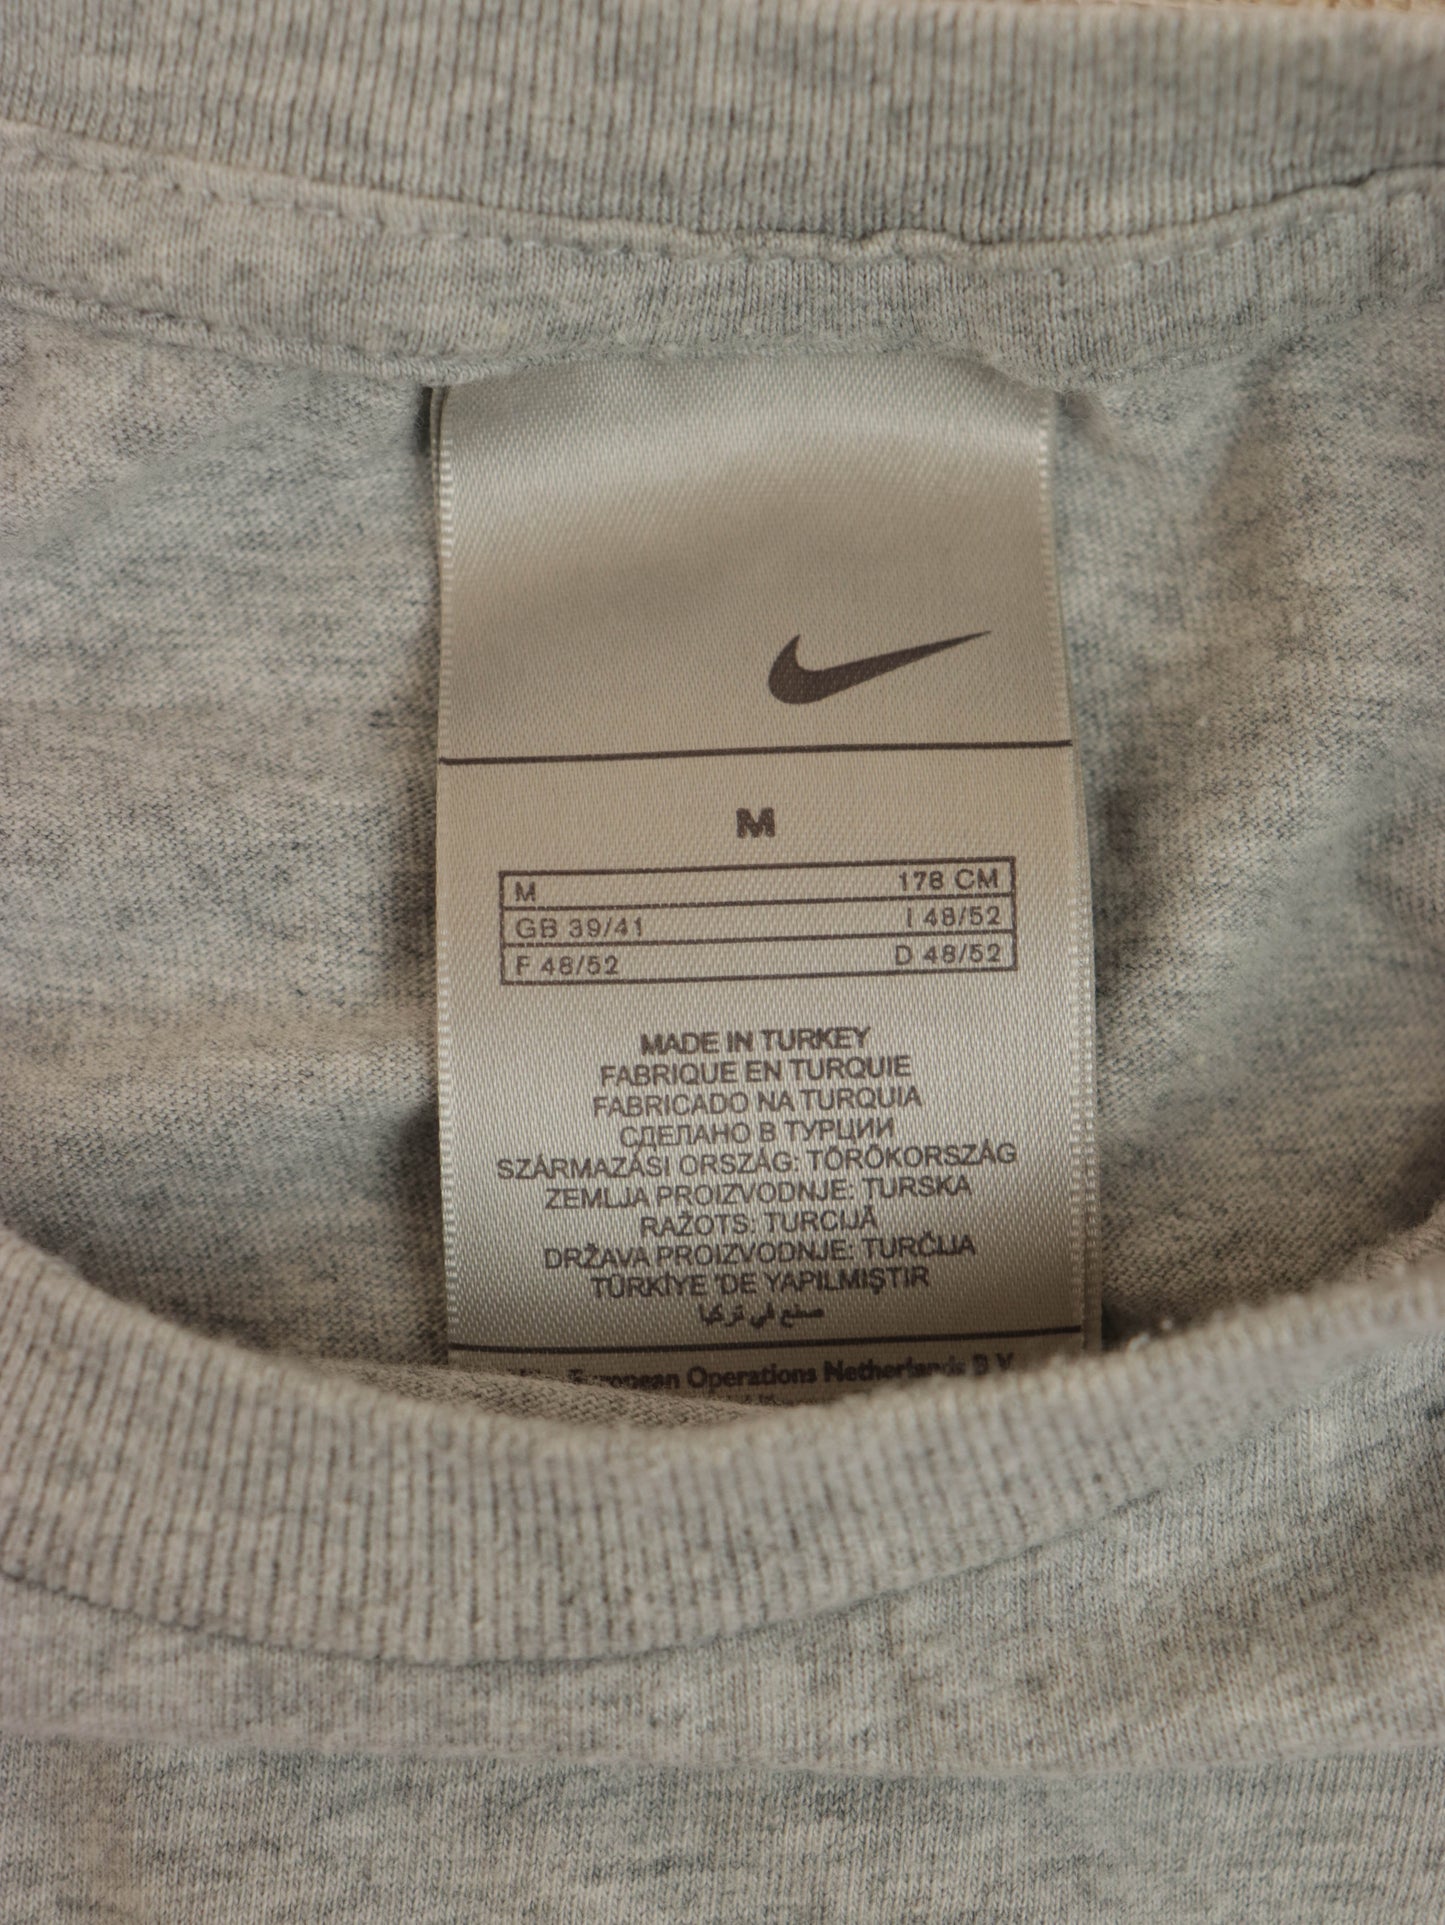 M
M 178 CM
GB 39/41 I 48/52
F 48/52 D 48/52
MADE IN TURKEY
FABRIQUE EN TURQUIE
FABRICADO NA TURQUIA
СДЕЛАНО В ТУРЦИИ
SZÁRMAZÁSI ORSZÁG: TÖRÖKORSZÁG
ZEMLJA PROIZVODNJE: TURSKA
RAŽOTS: TURCIJĀ
DRŽAVA PROIZVODNJE: TURČIJA
TÜRKİYE 'DE YAPILMIŞTIR
صنع في تركيا
European Operations Netherlands B.V.